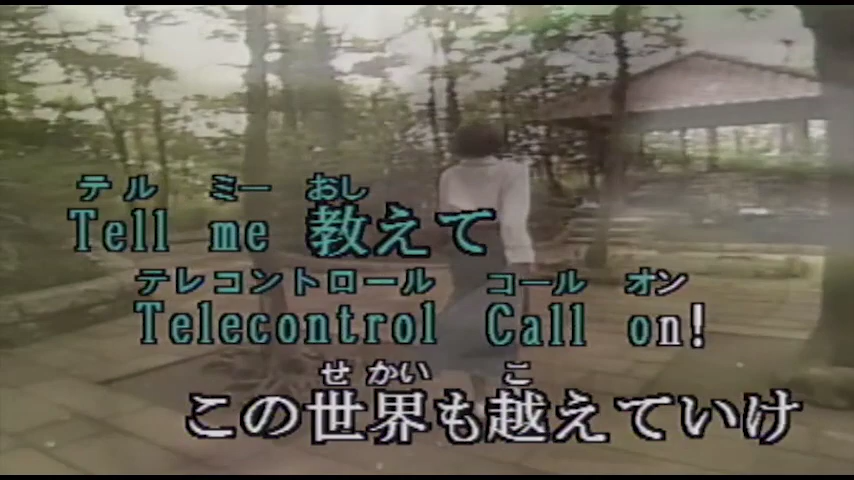 テル ミー おし
Tell me 教えて
テレコントロール コール オン
Telecontrol Call on!
せ かい こ
この世界も越えていけ